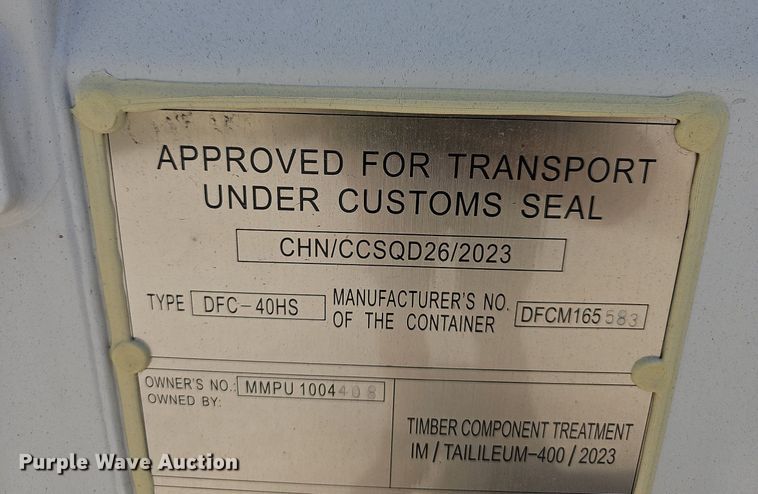 APPROVED FOR TRANSPORT
UNDER CUSTOMS SEAL
CHN/CCSQD26/2023
TYPE DFC-40HS MANUFACTURER'S NO. OF THE CONTAINER DFCM165583
OWNER'S NO.: MMPU 1004408
OWNED BY:
TIMBER COMPONENT TREATMENT
IM / TAILILEUM-400 / 2023
Purple Wave Auction